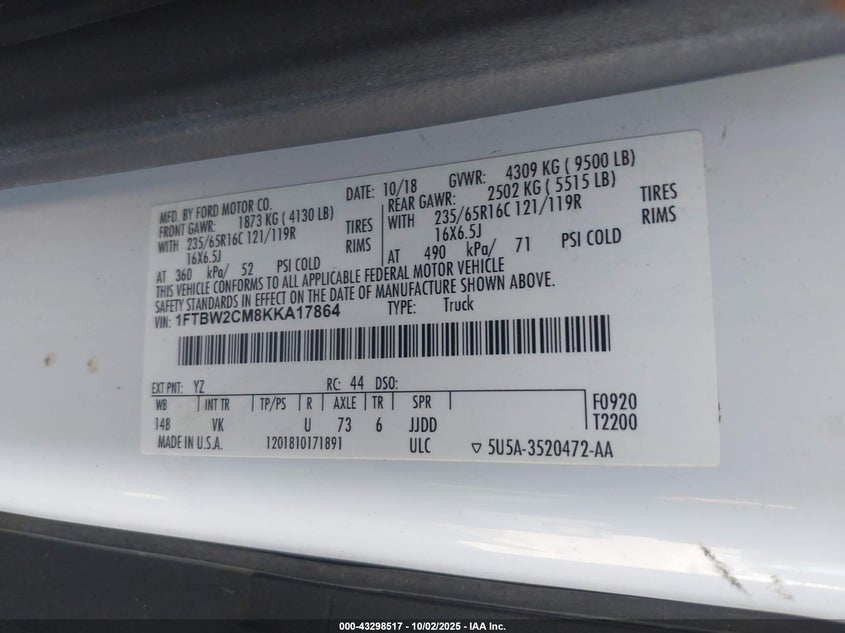 MFD. BY FORD MOTOR CO. DATE: 10/18 GVWR: 4309 KG ( 9500 LB)
FRONT GAWR: 1873 KG ( 4130 LB) REAR GAWR: 2502 KG ( 5515 LB)
WITH 235/65R16C 121/119R TIRES WITH 235/65R16C 121/119R TIRES
16X6.5J RIMS 16X6.5J RIMS
AT 360 kPa/ 52 PSI COLD AT 490 kPa/ 71 PSI COLD
THIS VEHICLE CONFORMS TO ALL APPLICABLE FEDERAL MOTOR VEHICLE
SAFETY STANDARDS IN EFFECT ON THE DATE OF MANUFACTURE SHOWN ABOVE.
VIN: 1FTBW2CM8KKA17864 TYPE: Truck
EXT PNT: YZ RC: 44 DSO:
WB INT TR TP/PS R AXLE TR SPR F0920
148 VK U 73 6 JJDD T2200
MADE IN U.S.A. 1201810171891 ULC ▽ 5U5A-3520472-AA
000-43298517 - 10/02/2025 - IAA Inc.